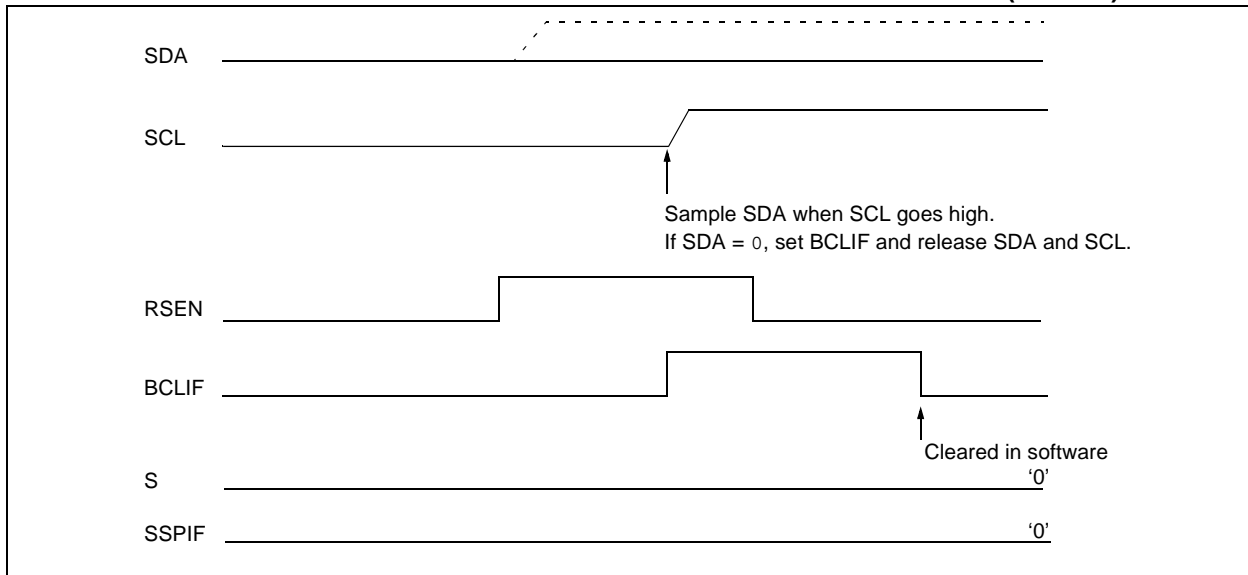 SDA
SCL
Sample SDA when SCL goes high.
If SDA = 0, set BCLIF and release SDA and SCL.
RSEN
BCLIF
Cleared in software
S
‘0’
SSPIF
‘0’